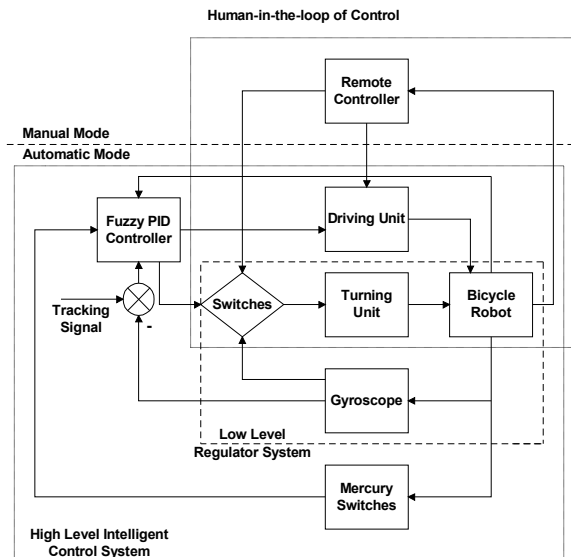 Human-in-the-loop of Control
Remote
Controller
Manual Mode
Automatic Mode
Fuzzy PID
Controller
Driving Unit
Switches
Turning
Unit
Bicycle
Robot
Tracking
Signal
-
Gyroscope
Low Level
Regulator System
Mercury
Switches
High Level Intelligent
Control System